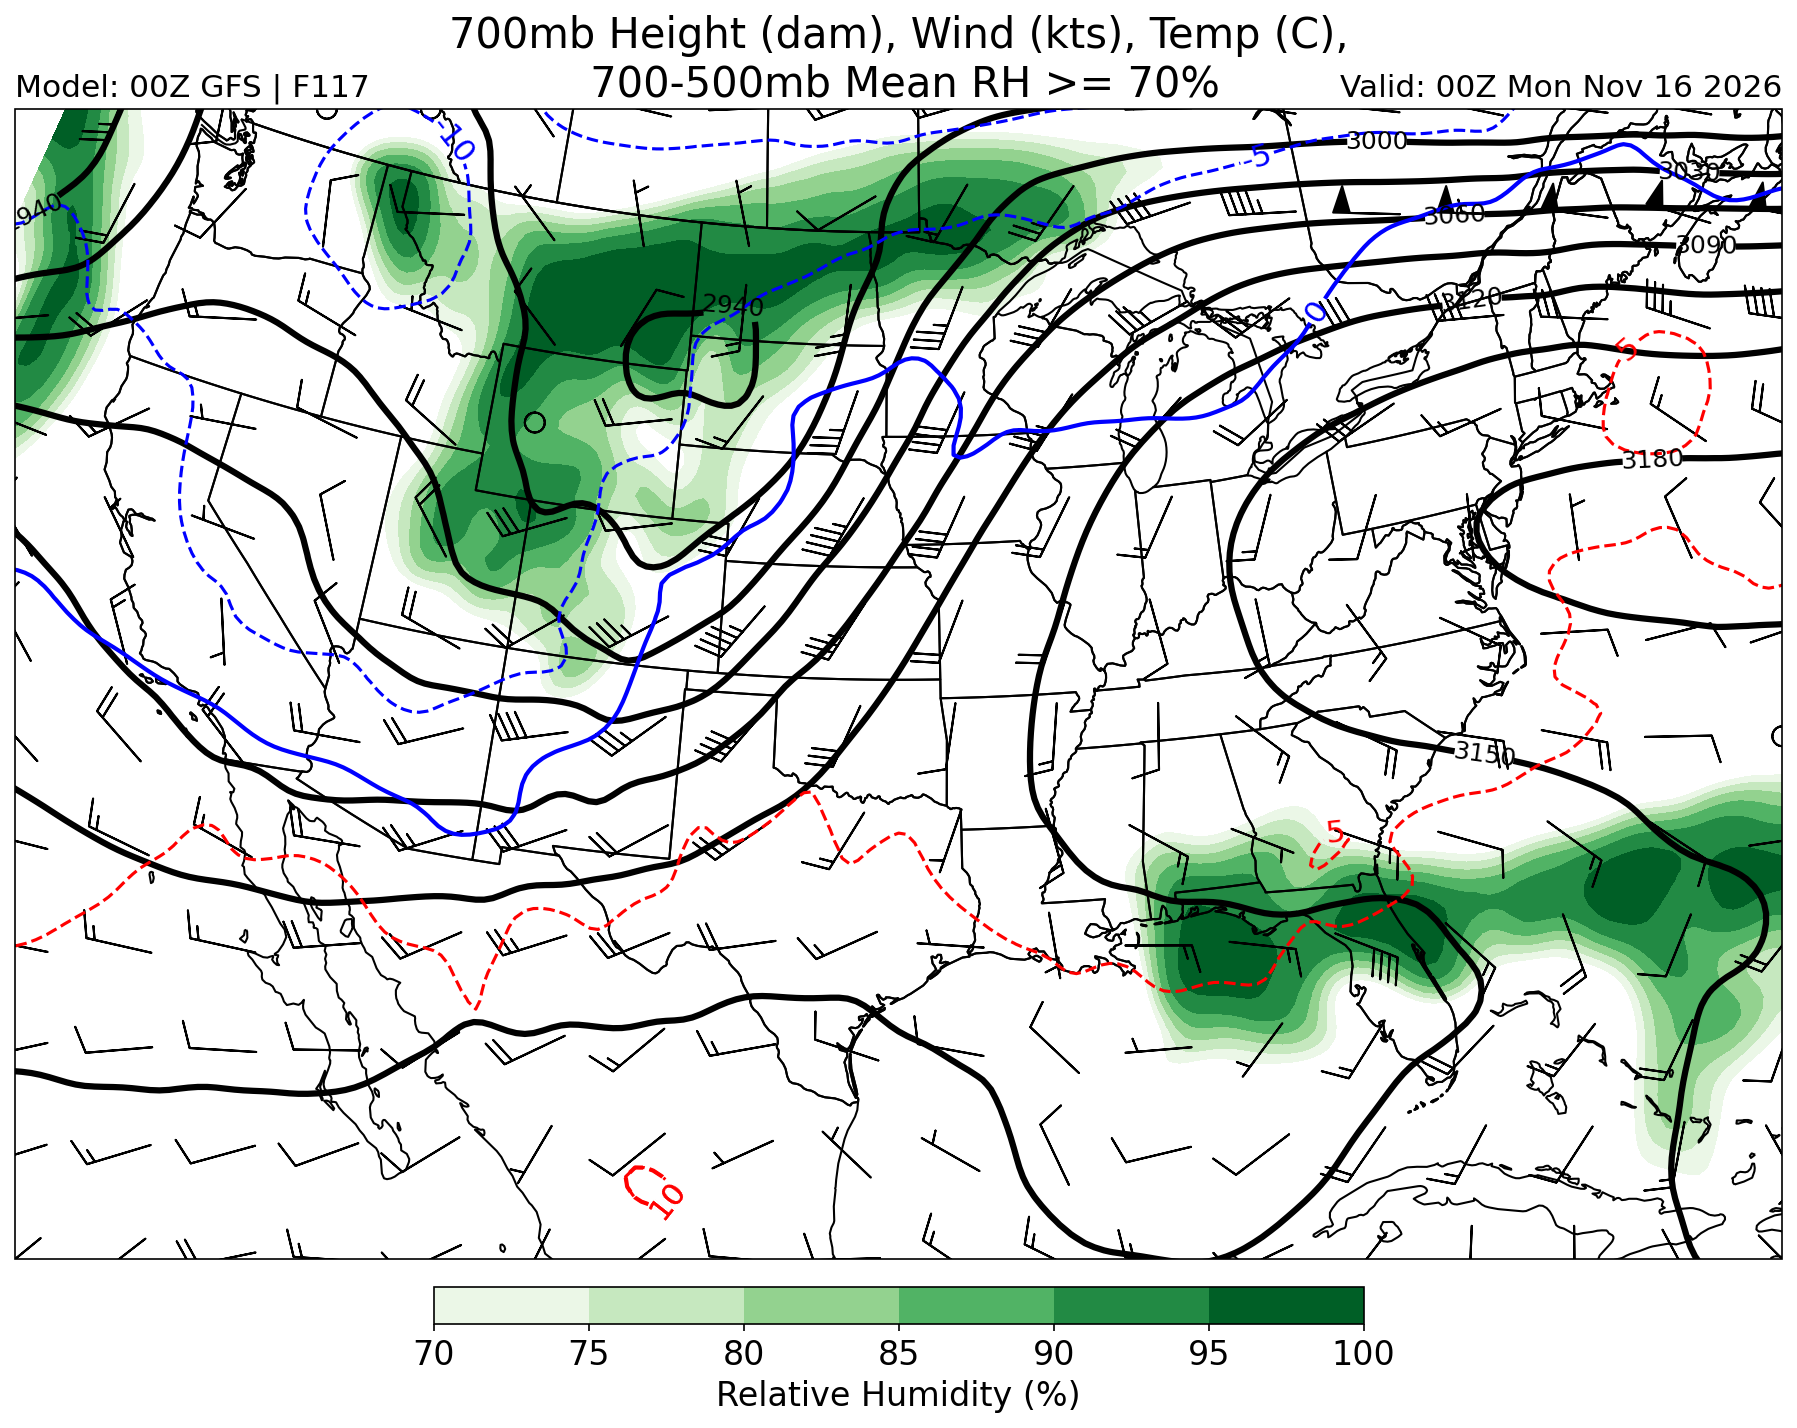 700mb Height (dam), Wind (kts), Temp (C),
700-500mb Mean RH >= 70%
Model: 00Z GFS | F117
Valid: 00Z Mon Nov 16 2026
-10
-5
3000
3030
940
3060
3090
2940
3120
0
5
3180
3150
5
10
70 75 80 85 90 95 100
Relative Humidity (%)